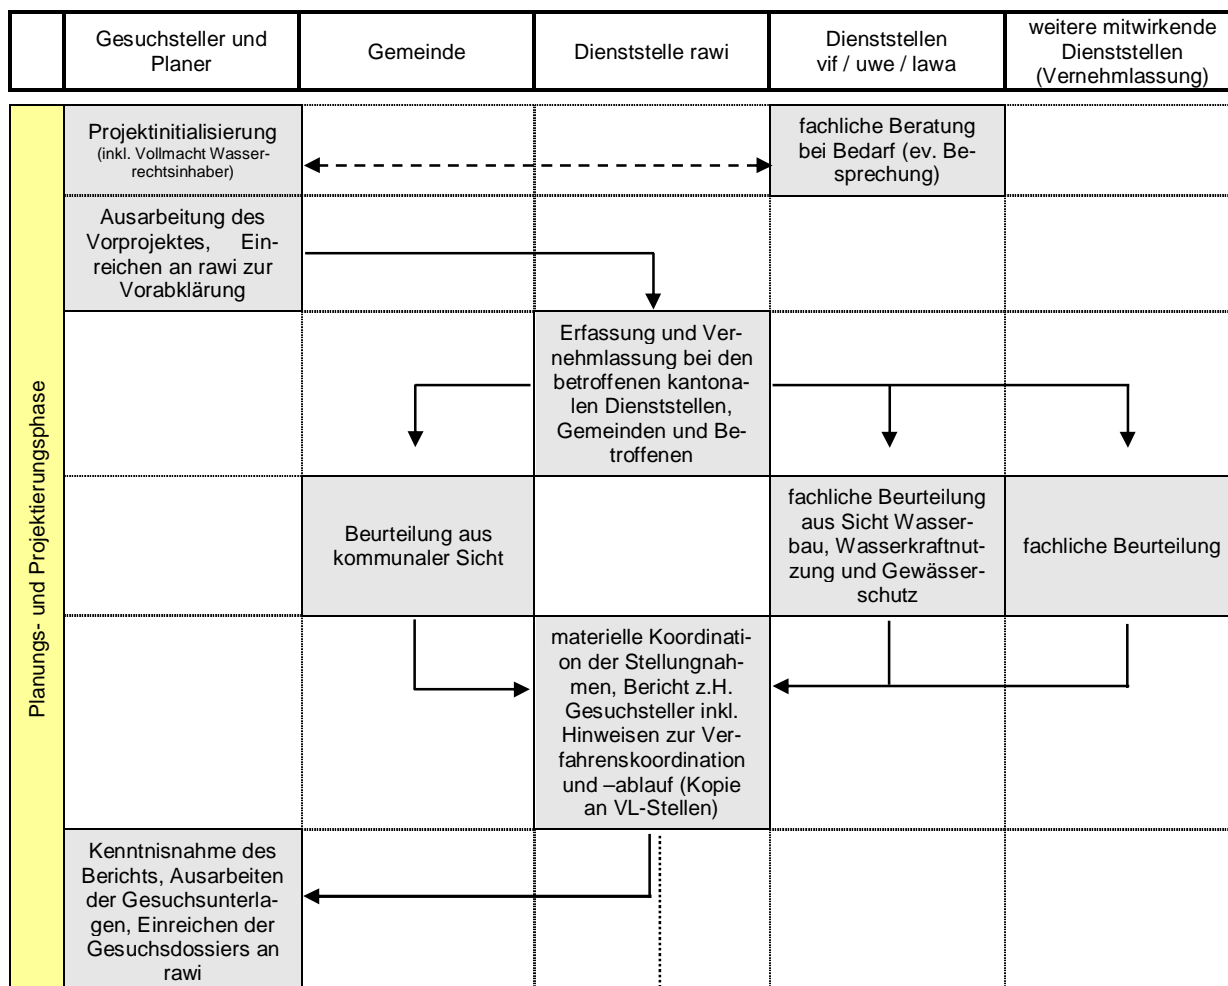 Gesuchsteller und
Planer
Gemeinde
Dienststelle rawi
Dienststellen
vif / uwe / lawa
weitere mitwirkende
Dienststellen
(Vernehmlassung)
Planungs- und Projektierungsphase
Projektinitialisierung
(inkl. Vollmacht Wasser-
rechtsinhaber)
fachliche Beratung
bei Bedarf (ev. Be-
sprechung)
Ausarbeitung des
Vorprojektes, Ein-
reichen an rawi zur
Vorabklärung
Erfassung und Ver-
nehmlassung bei den
betroffenen kantona-
len Dienststellen,
Gemeinden und Be-
troffenen
Beurteilung aus
kommunaler Sicht
fachliche Beurteilung
aus Sicht Wasser-
bau, Wasserkraftnut-
zung und Gewässer-
schutz
fachliche Beurteilung
materielle Koordinati-
on der Stellungnah-
men, Bericht z.H.
Gesuchsteller inkl.
Hinweisen zur Ver-
fahrenskoordination
und –ablauf (Kopie
an VL-Stellen)
Kenntnisnahme des
Berichts, Ausarbeiten
der Gesuchsunterla-
gen, Einreichen der
Gesuchsdossiers an
rawi